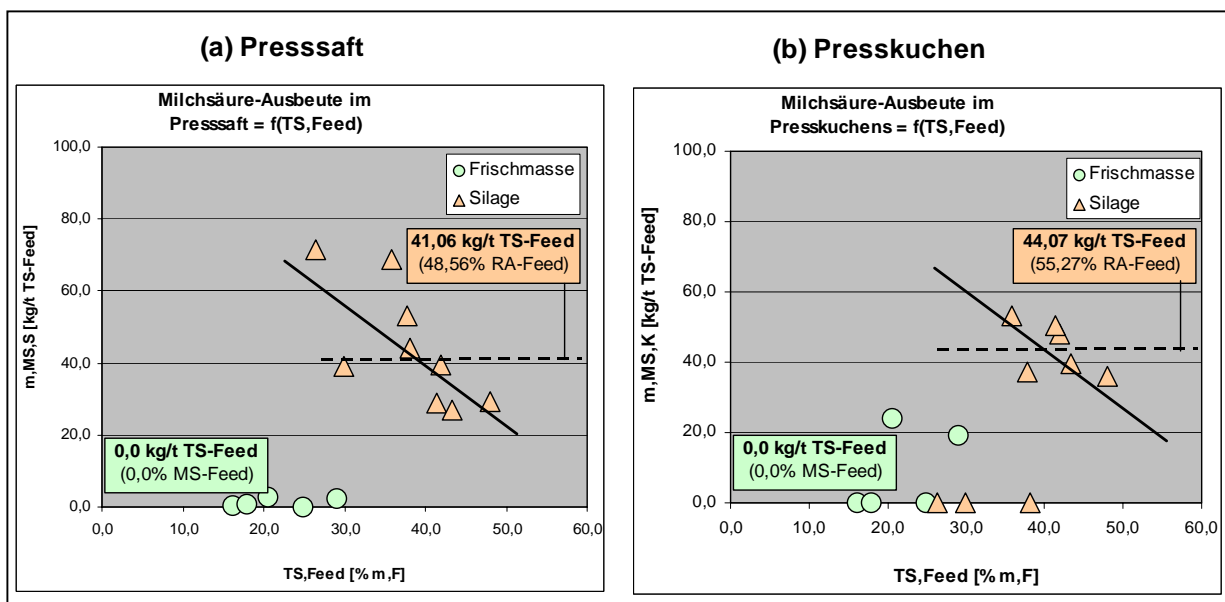 (a) Presssaft
Milchsäure-Ausbeute im
Presssaft = f(TS,Feed)
100,0
80,0
60,0
40,0
20,0
0,0
m,MS,S [kg/t TS-Feed]
Frischmasse
Silage
41,06 kg/t TS-Feed
(48,56% RA-Feed)
0,0 kg/t TS-Feed
(0,0% MS-Feed)
0,0 10,0 20,0 30,0 40,0 50,0 60,0
TS,Feed [%m,F]
(b) Presskuchen
Milchsäure-Ausbeute im
Presskuchens = f(TS,Feed)
100,0
80,0
60,0
40,0
20,0
0,0
m,MS,K [kg/t TS-Feed]
Frischmasse
Silage
44,07 kg/t TS-Feed
(55,27% RA-Feed)
0,0 kg/t TS-Feed
(0,0% MS-Feed)
0,0 10,0 20,0 30,0 40,0 50,0 60,0
TS,Feed [%m,F]